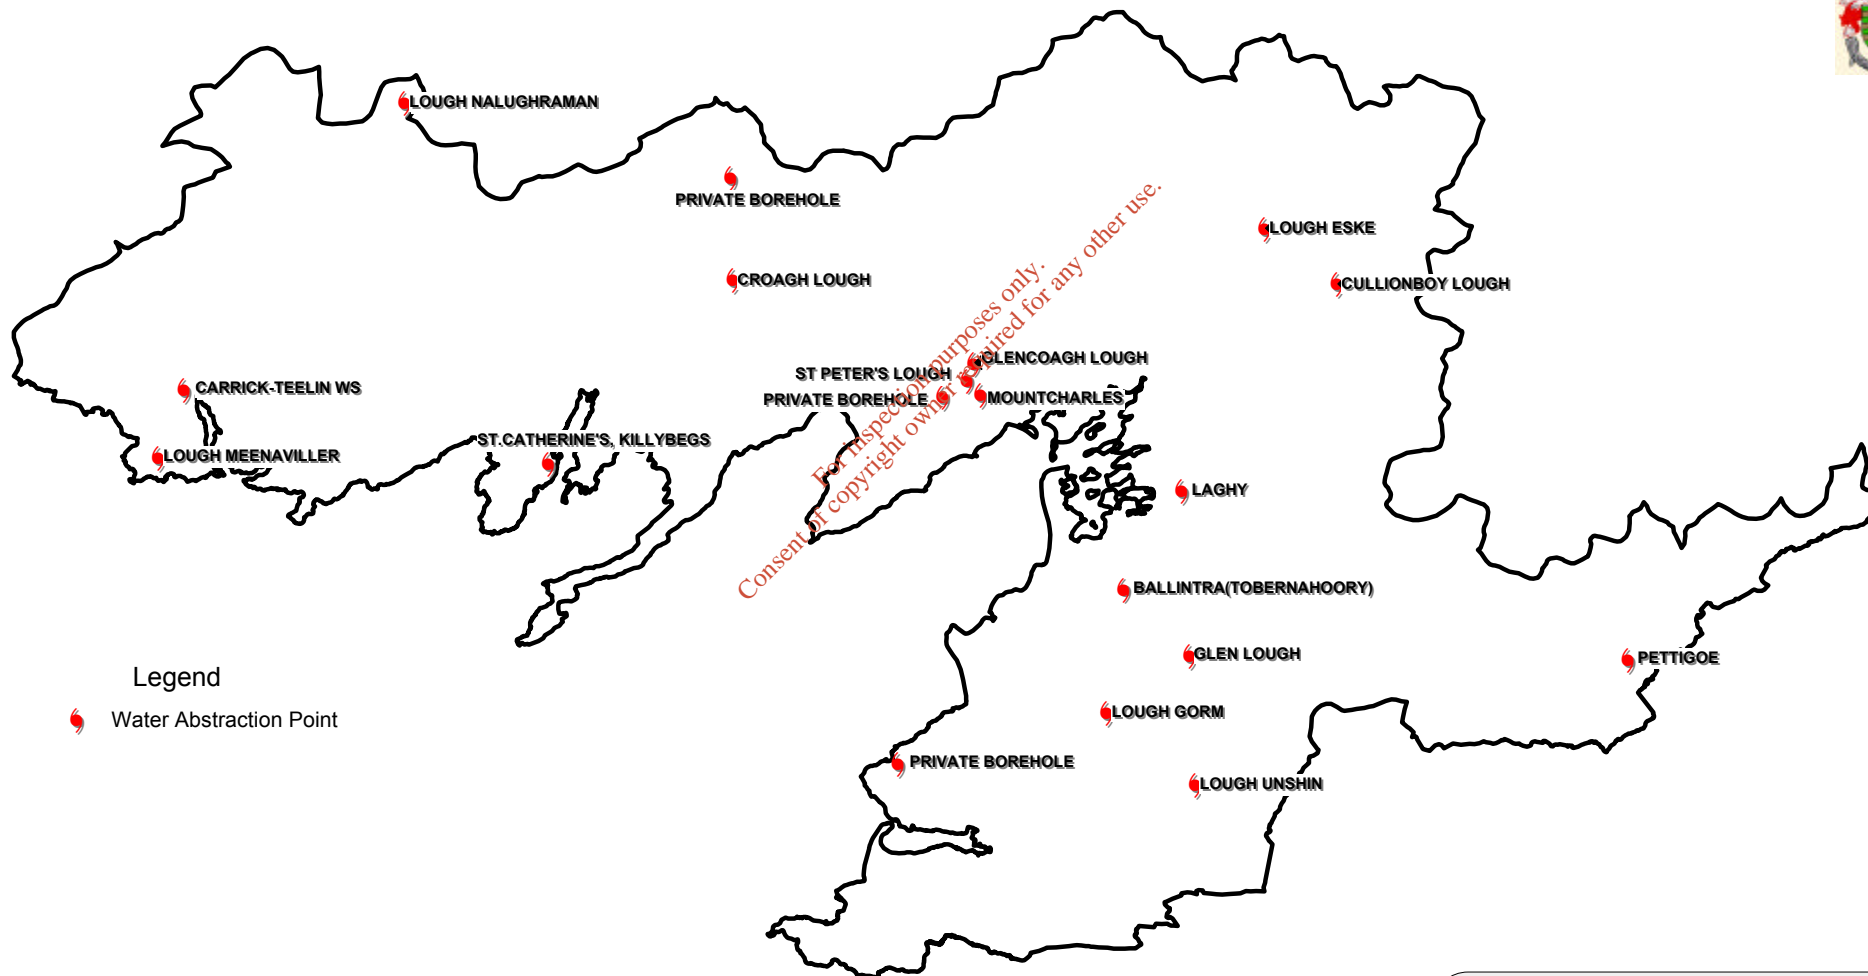 LOUGH NALUGHRAMAN
PRIVATE BOREHOLE
LOUGH ESKE
CROAGH LOUGH
CULLIONBOY LOUGH
GLENCOAGH LOUGH
ST PETER'S LOUGH
CARRICK-TEELIN WS
PRIVATE BOREHOLE
MOUNTCHARLES
ST.CATHERINE'S, KILLYBEGS
LOUGH MEENAVILLER
LAGHY
For inspection purposes only.
Consent of copyright owner required for any other use.
BALLINTRA(TOBERNAHOORY)
GLEN LOUGH
PETTIGOE
Legend
Water Abstraction Point
LOUGH GORM
PRIVATE BOREHOLE
LOUGH UNSHIN